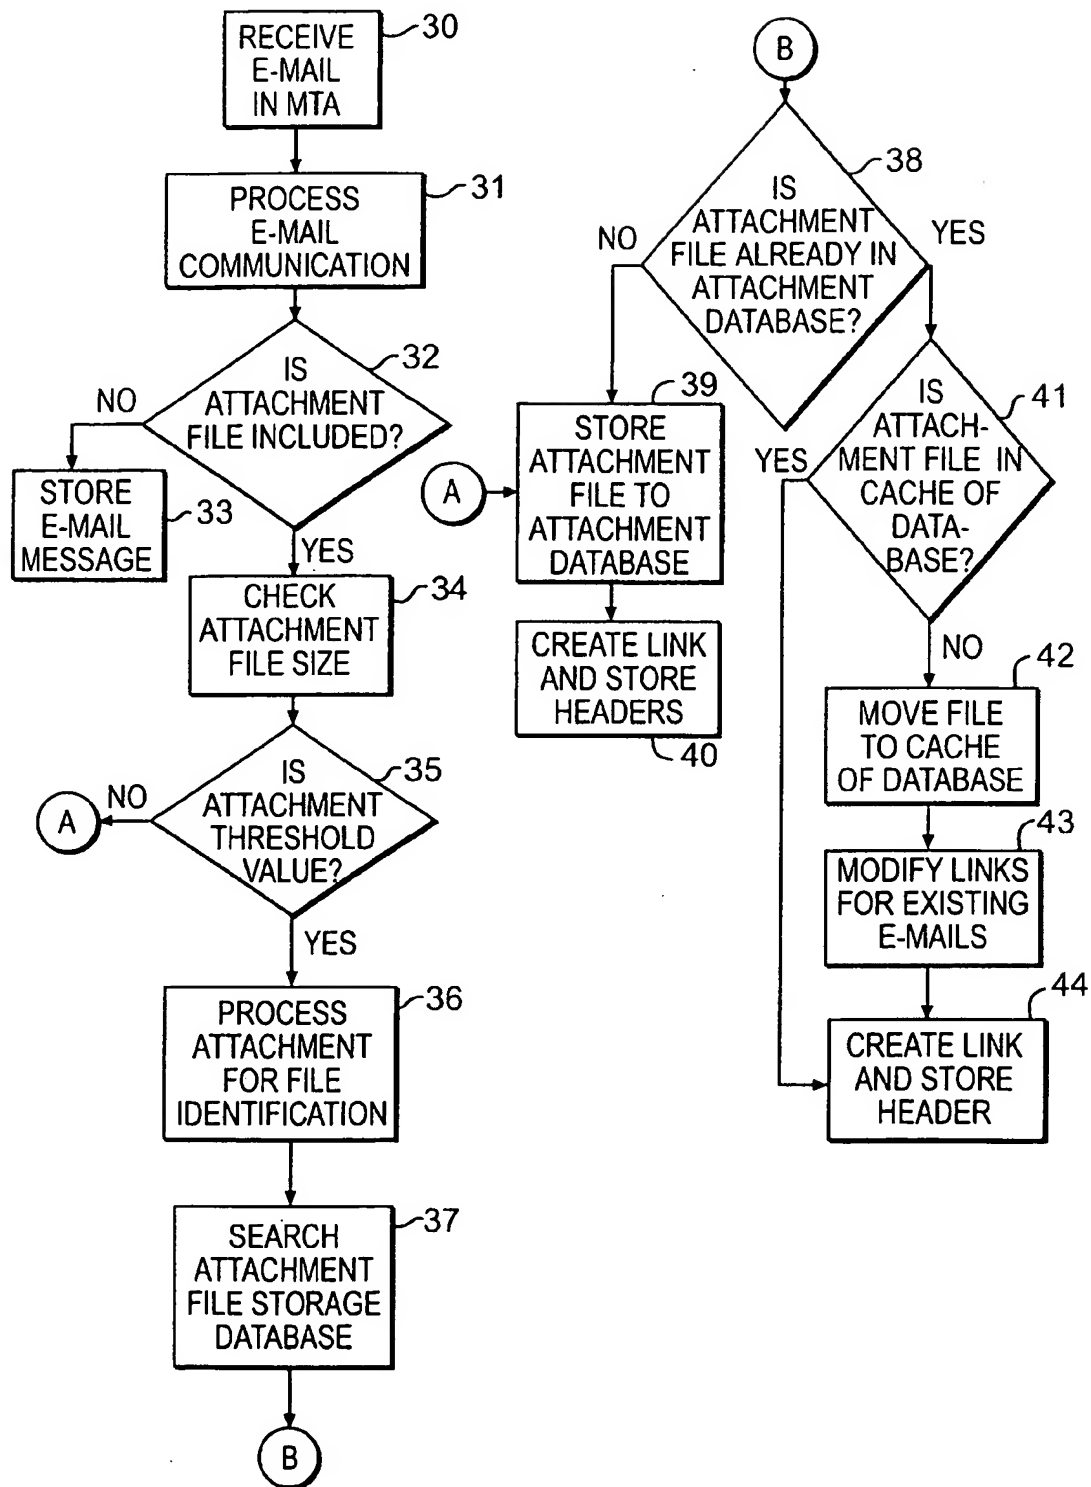 30
RECEIVE
E-MAIL
IN MTA
31
PROCESS
E-MAIL
COMMUNICATION
32
IS
ATTACHMENT
FILE INCLUDED?
NO
33
STORE
E-MAIL
MESSAGE
YES
34
CHECK
ATTACHMENT
FILE SIZE
35
IS
ATTACHMENT
THRESHOLD
VALUE?
NO
A
YES
36
PROCESS
ATTACHMENT
FOR FILE
IDENTIFICATION
37
SEARCH
ATTACHMENT
FILE STORAGE
DATABASE
B
B
38
IS
ATTACHMENT
FILE ALREADY IN
ATTACHMENT
DATABASE?
NO
YES
39
STORE
ATTACHMENT
FILE TO
ATTACHMENT
DATABASE
A
CREATE LINK
AND STORE
HEADERS
40
41
IS
ATTACH-
MENT FILE IN
CACHE OF
DATA-
BASE?
YES
NO
42
MOVE FILE
TO CACHE
OF DATABASE
43
MODIFY LINKS
FOR EXISTING
E-MAILS
44
CREATE LINK
AND STORE
HEADER